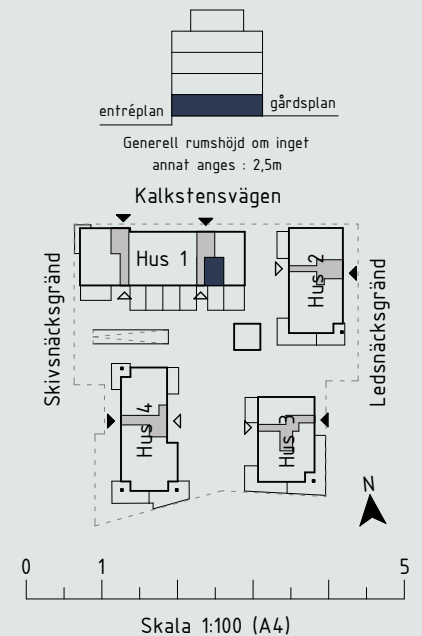 entréplan
gårdsplan
Generell rumshöjd om inget
annat anges : 2,5m
Kalkstensvägen
Skivsnäcksgränd
Hus 1
Hus 2
Ledsnäcksgränd
Hus 4
Hus 3
N
0 1 5
Skala 1:100 (A4)